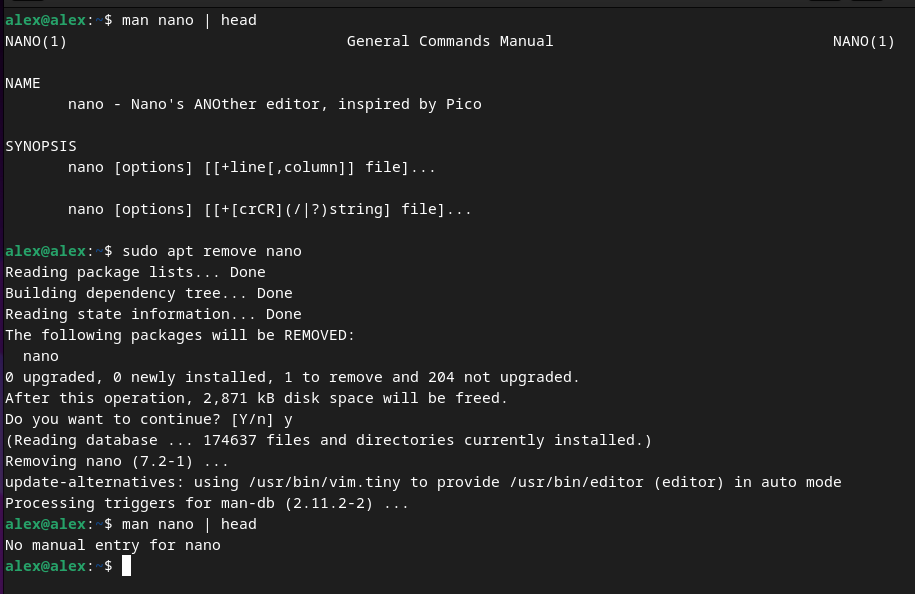 alex@alex:~$ man nano | head
NANO(1)                               General Commands Manual                               NANO(1)
NAME
       nano - Nano's ANOther editor, inspired by Pico
SYNOPSIS
       nano [options] [[+line[,column]] file]...
       nano [options] [[+[crCR](/|?)string] file]...
alex@alex:~$ sudo apt remove nano
Reading package lists... Done
Building dependency tree... Done
Reading state information... Done
The following packages will be REMOVED:
  nano
0 upgraded, 0 newly installed, 1 to remove and 204 not upgraded.
After this operation, 2,871 kB disk space will be freed.
Do you want to continue? [Y/n] y
(Reading database ... 174637 files and directories currently installed.)
Removing nano (7.2-1) ...
update-alternatives: using /usr/bin/vim.tiny to provide /usr/bin/editor (editor) in auto mode
Processing triggers for man-db (2.11.2-2) ...
alex@alex:~$ man nano | head
No manual entry for nano
alex@alex:~$